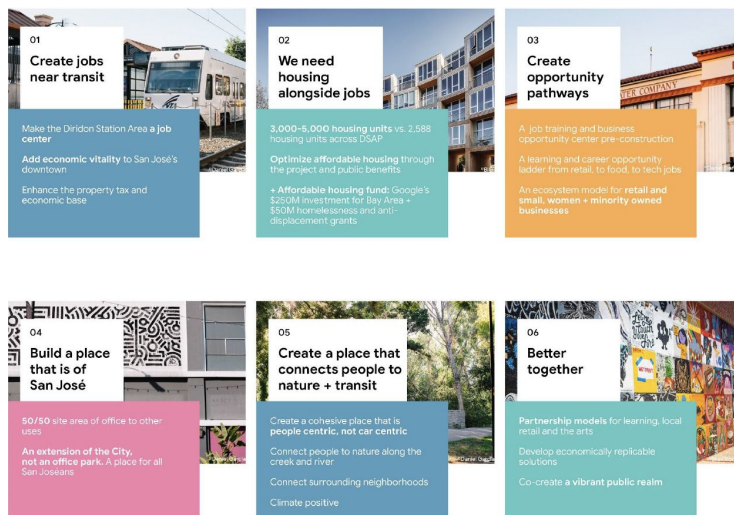 01
Create jobs
near transit
Make the Diridon Station Area a job
center
Add economic vitality to San José's
downtown
Enhance the property tax and
economic base
02
We need
housing
alongside jobs
3,000-5,000 housing units vs. 2,588
housing units across DSAP
Optimize affordable housing through
the project and public benefits
+ Affordable housing fund: Google's
$250M investment for Bay Area +
$50M homelessness and anti-
displacement grants
03
Create
opportunity
pathways
COMPANY
A job training and business
opportunity center pre-construction
A learning and career opportunity
ladder from retail, to food, to tech jobs
An ecosystem model for retail and
small, women + minority owned
businesses
04
Build a place
that is of
San José
50/50 site area of office to other
uses
An extension of the City,
not an office park. A place for all
San Joseans
05
Create a place that
connects people to
nature + transit
Create a cohesive place that is
people centric, not car centric
Connect people to nature along the
creek and river
Connect surrounding neighborhoods
Climate positive
06
Better
together
Partnership models for learning, local
retail and the arts
Develop economically replicable
solutions
Co-create a vibrant public realm